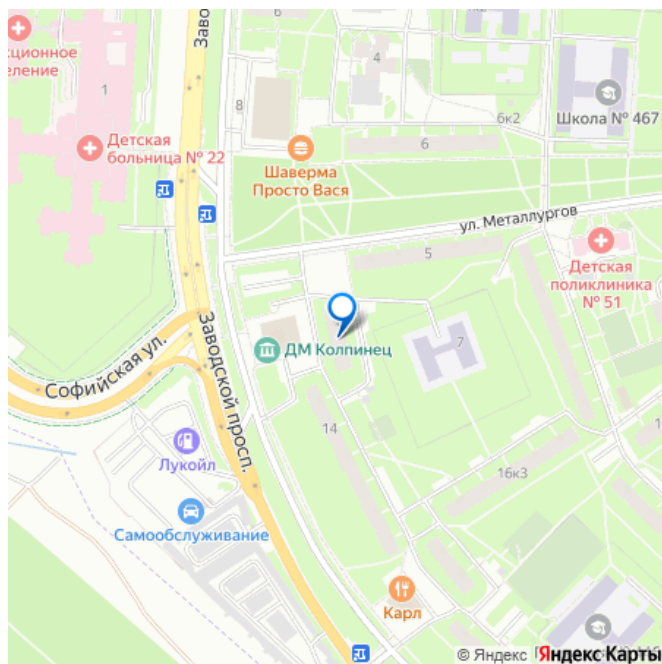 Заво
6
4
кционное
еление
1
8
6к2
Школа № 467
Детская
больница № 22
6
Шаверма
Просто Вася
ул. Металлургов
5
Детская
поликлиника
№ 51
Заводской просп.
Софийская ул.
ДМ Колпинец
7
14
Лукойл
16к3
Самообслуживание
Карл
© Яндекс
Яндекс Карты